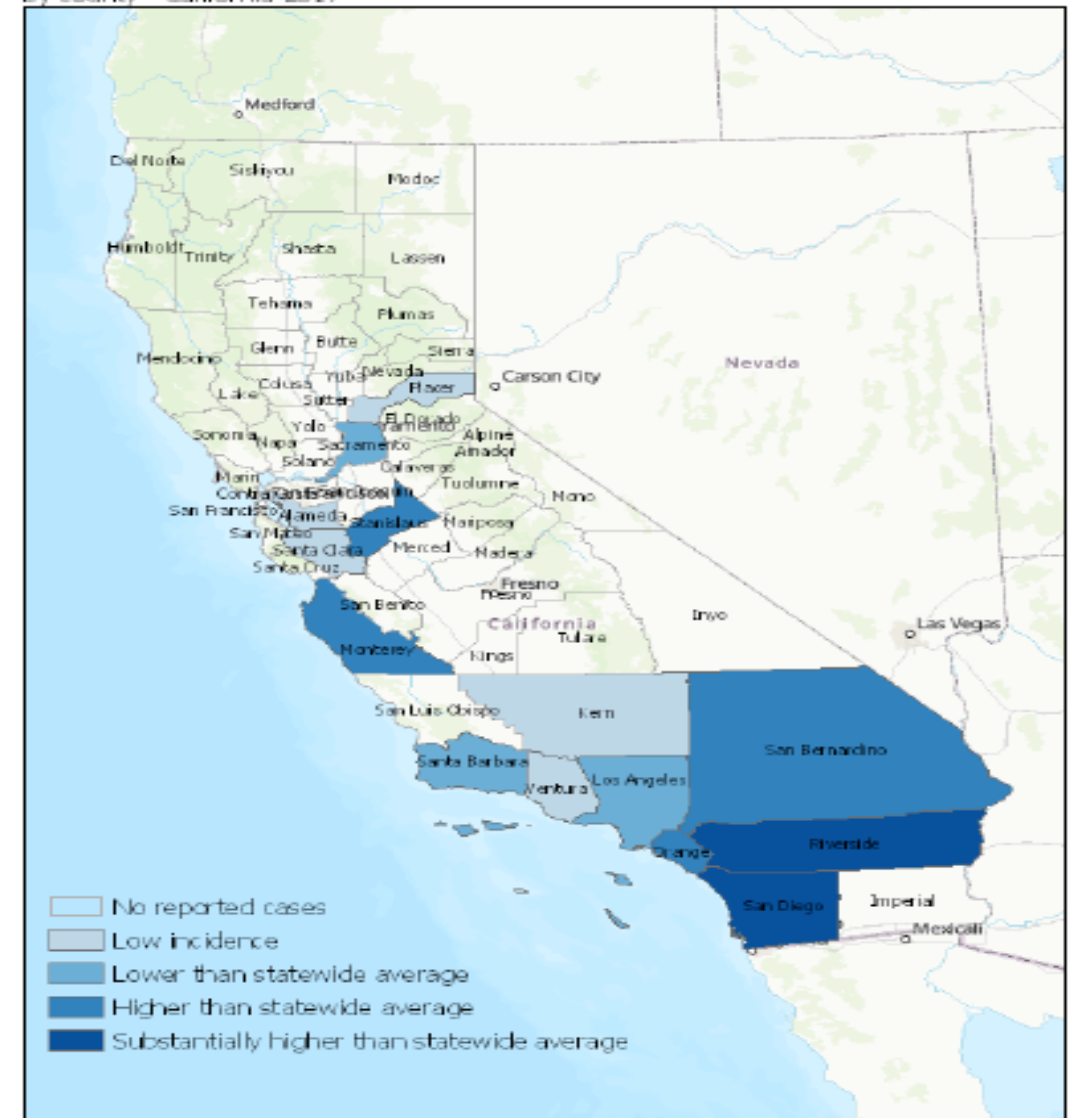 Medford
Del Norte
Siskiyou
Modoc
Humboldt
Trinity
Shasta
Lassen
Tehama
Plumas
Glenn
Butte
Sierra
Mendocino
Colusa
Yuba
Nevada
Placer
Carson City
Nevada
Lake
Sutter
El Dorado
Yolo
Sonoma
Napa
Sacramento
Alpine
Amador
Solano
Calaveras
Marin
Tuolumne
Mono
San Francisco
Alameda
Stanislaus
Mariposa
San Mateo
Santa Clara
Merced
Madera
Santa Cruz
Fresno
Fresno
San Benito
California
Inyo
Las Vegas
Tulare
Monterey
Kings
San Luis Obispo
Kern
San Bernardino
Santa Barbara
Los Angeles
Ventura
Orange
Riverside
San Diego
Imperial
Mexicali
No reported cases
Low incidence
Lower than statewide average
Higher than statewide average
Substantially higher than statewide average